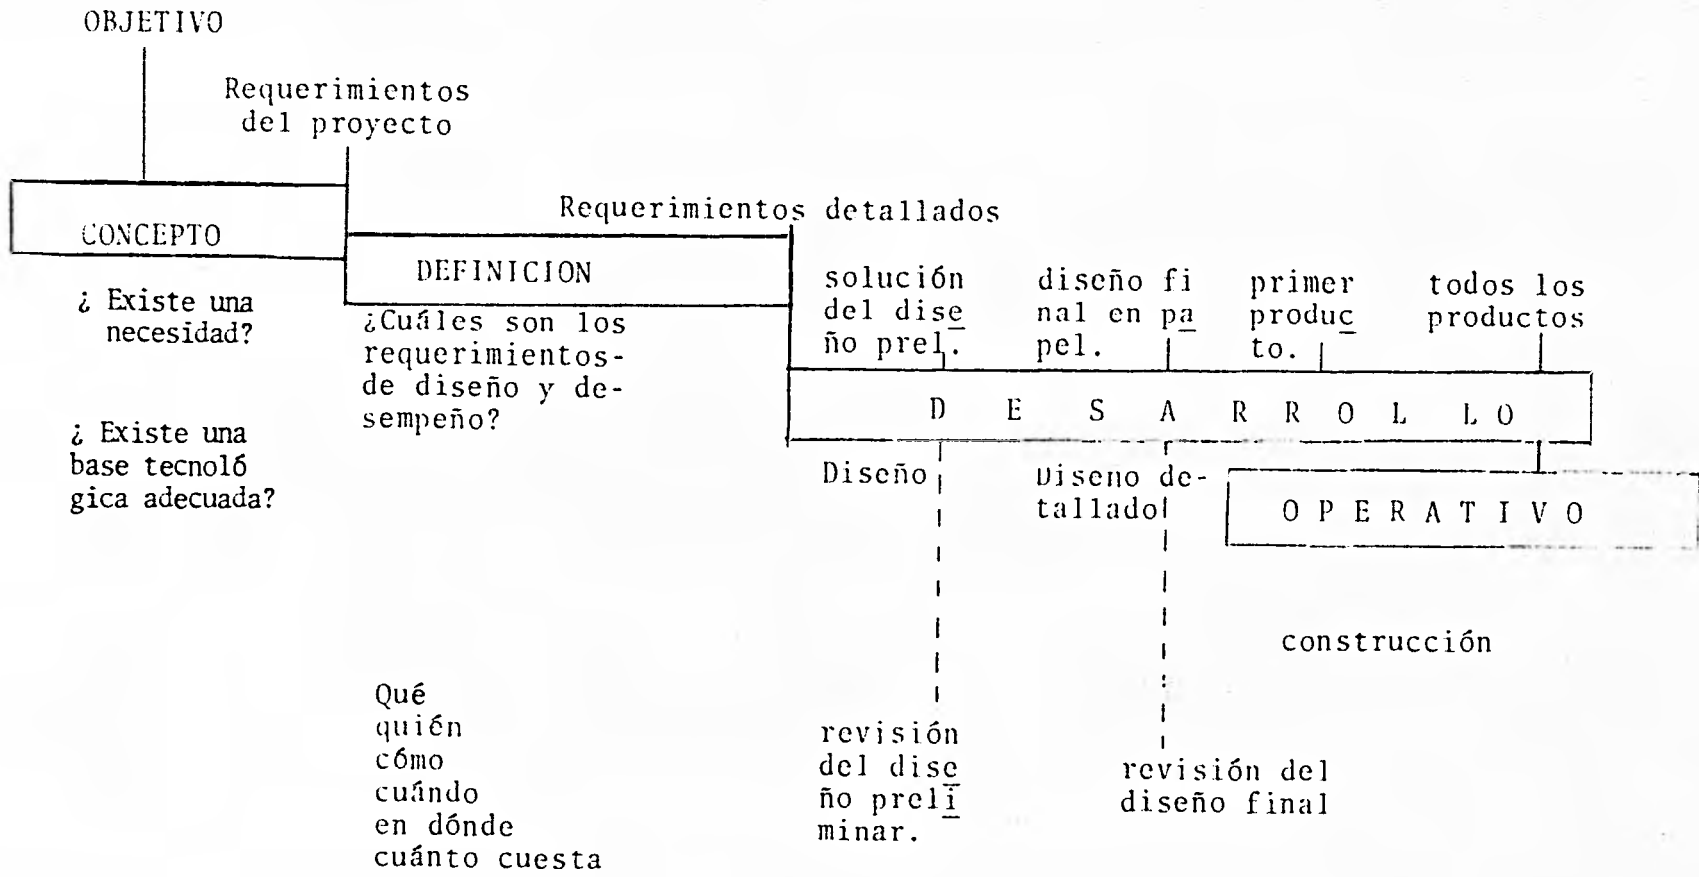 OBJETIVO
Requerimientos
del proyecto
CONCEPTO
¿ Existe una
necesidad?
¿ Existe una
base tecnoló
gica adecuada?
Requerimientos detallados
DEFINICION
¿Cuáles son los
requerimientos-
de diseño y de-
sempeño?
Qué
quién
cómo
cuándo
en dónde
cuánto cuesta
solución
del dise
ño prel.
diseño fi
nal en pa
pel.
primer
produc
to.
todos los
productos
D E S A R R O L L O
Diseño
Diseno de-
tallado
O P E R A T I V O
construcción
revisión
del dise
ño preli
minar.
revisión del
diseño final